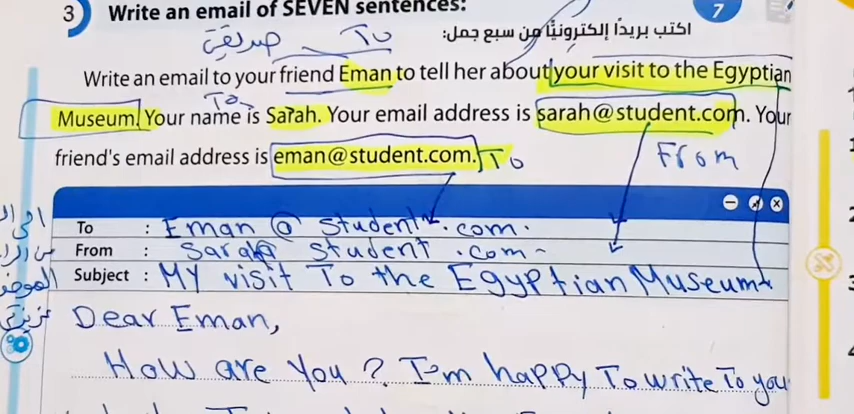 3 Write an email of SEVEN sentences: 7
اكتب بريدًا إلكترونيًّا من سبع جمل:
صديقتي To
Write an email to your friend Eman to tell her about your visit to the Egyptian
Museum. Your name is Sarah. Your email address is sarah@student.com. Your
friend's email address is eman@student.com. To From
To : Eman @ student.com.
From : Sarah@ student .com
Subject : MY visit To the Egyptian Museum
Dear Eman,
How are you ? I'm happy To write To you